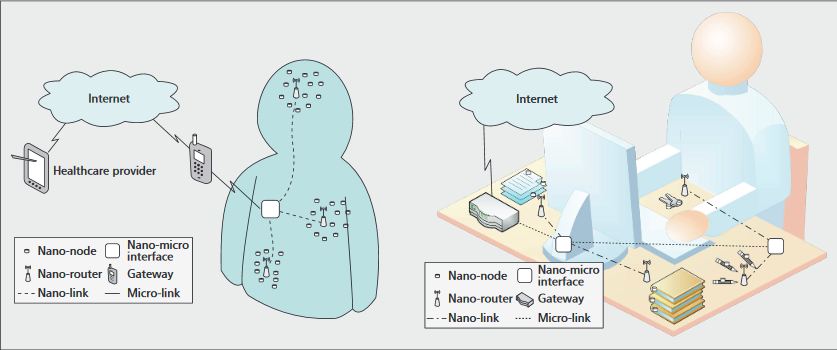 Internet
Healthcare provider
Nano-node
Nano-micro
interface
Nano-router
Gateway
Nano-link
Micro-link
Internet
Nano-node
Nano-micro
interface
Nano-router
Gateway
Nano-link
Micro-link